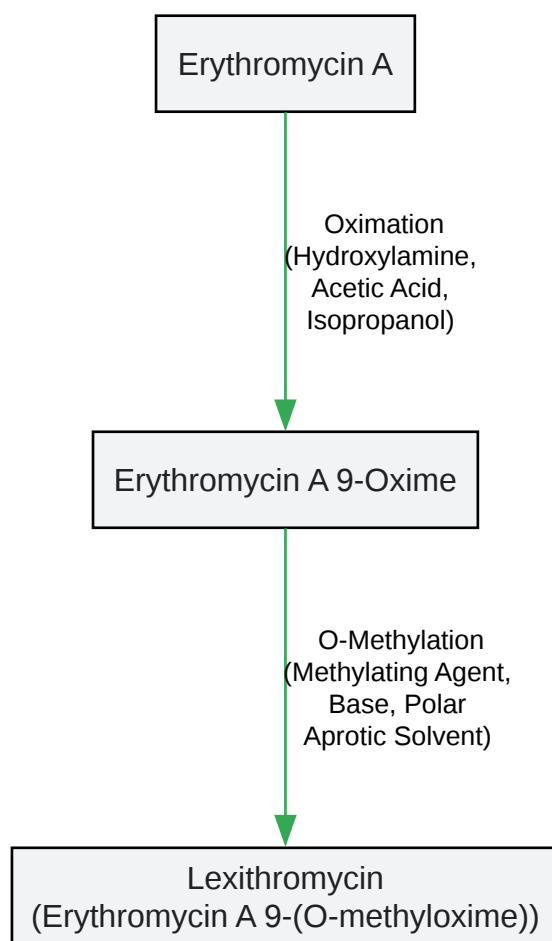 Erythromycin A
Oximation
(Hydroxylamine,
Acetic Acid,
Isopropanol)
Erythromycin A 9-Oxime
O-Methylation
(Methylating Agent,
Base, Polar
Aprotic Solvent)
Lexithromycin
(Erythromycin A 9-(O-methyloxime))